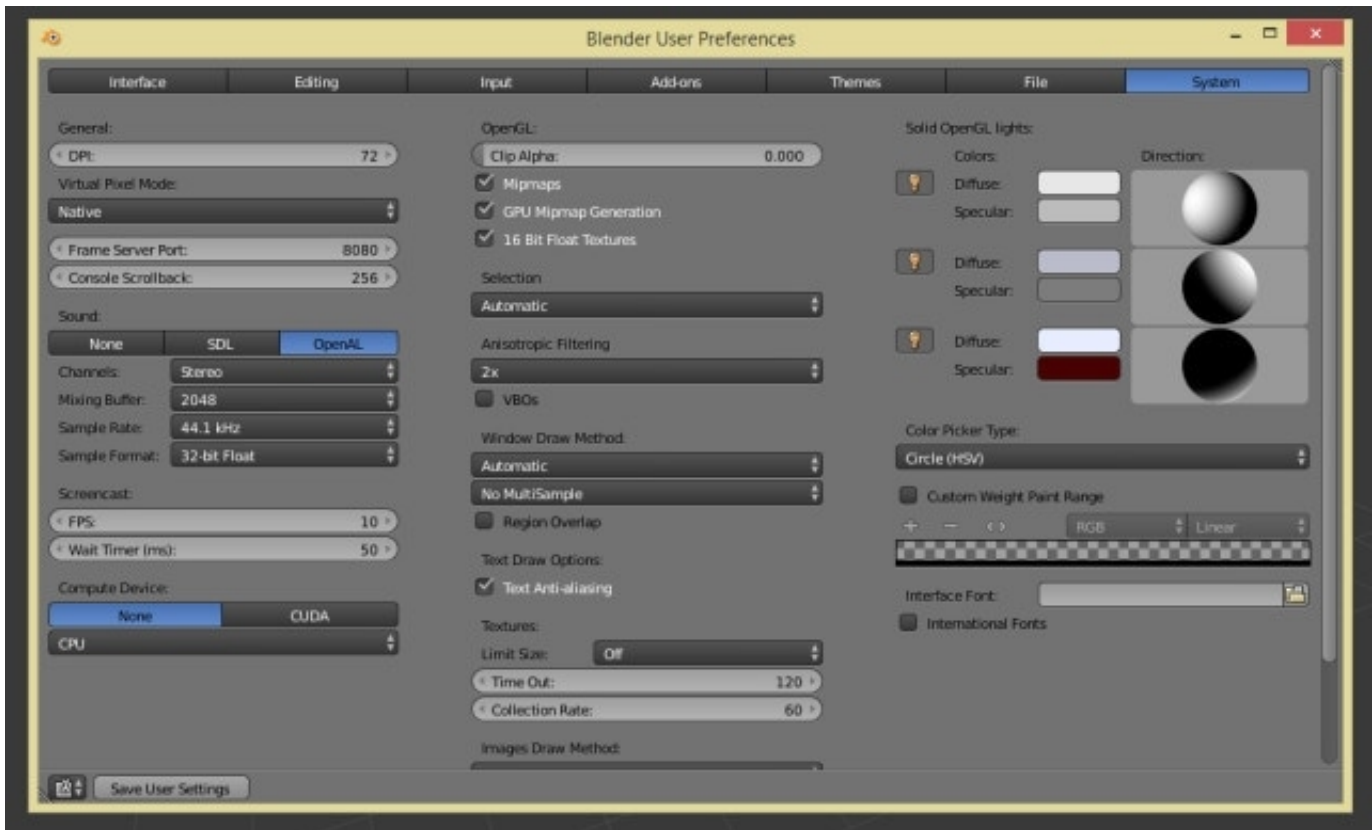 Blender User Preferences
Interface Editing Input Add-ons Themes File System
General:
DPI: 72
Virtual Pixel Mode:
Native
Frame Server Port: 8080
Console Scrollback: 256
Sound:
None SDL OpenAL
Channels: Stereo
Mixing Buffer: 2048
Sample Rate: 44.1 kHz
Sample Format: 32-bit Float
Screencast:
FPS: 10
Wait Timer (ms): 50
Compute Device:
None CUDA
CPU
OpenGL:
Clip Alpha: 0.000
Mipmaps
GPU Mipmap Generation
16 Bit Float Textures
Selection
Automatic
Anisotropic Filtering
2x
VBOs
Window Draw Method:
Automatic
No MultiSample
Region Overlap
Text Draw Options:
Text Anti-aliasing
Textures:
Limit Size: Off
Time Out: 120
Collection Rate: 60
Images Draw Method:
Solid OpenGL lights:
Colors: Direction:
Diffuse:
Specular:
Diffuse:
Specular:
Diffuse:
Specular:
Color Picker Type:
Circle (HSV)
Custom Weight Paint Range
RGB Linear
Interface Font:
International Fonts
Save User Settings